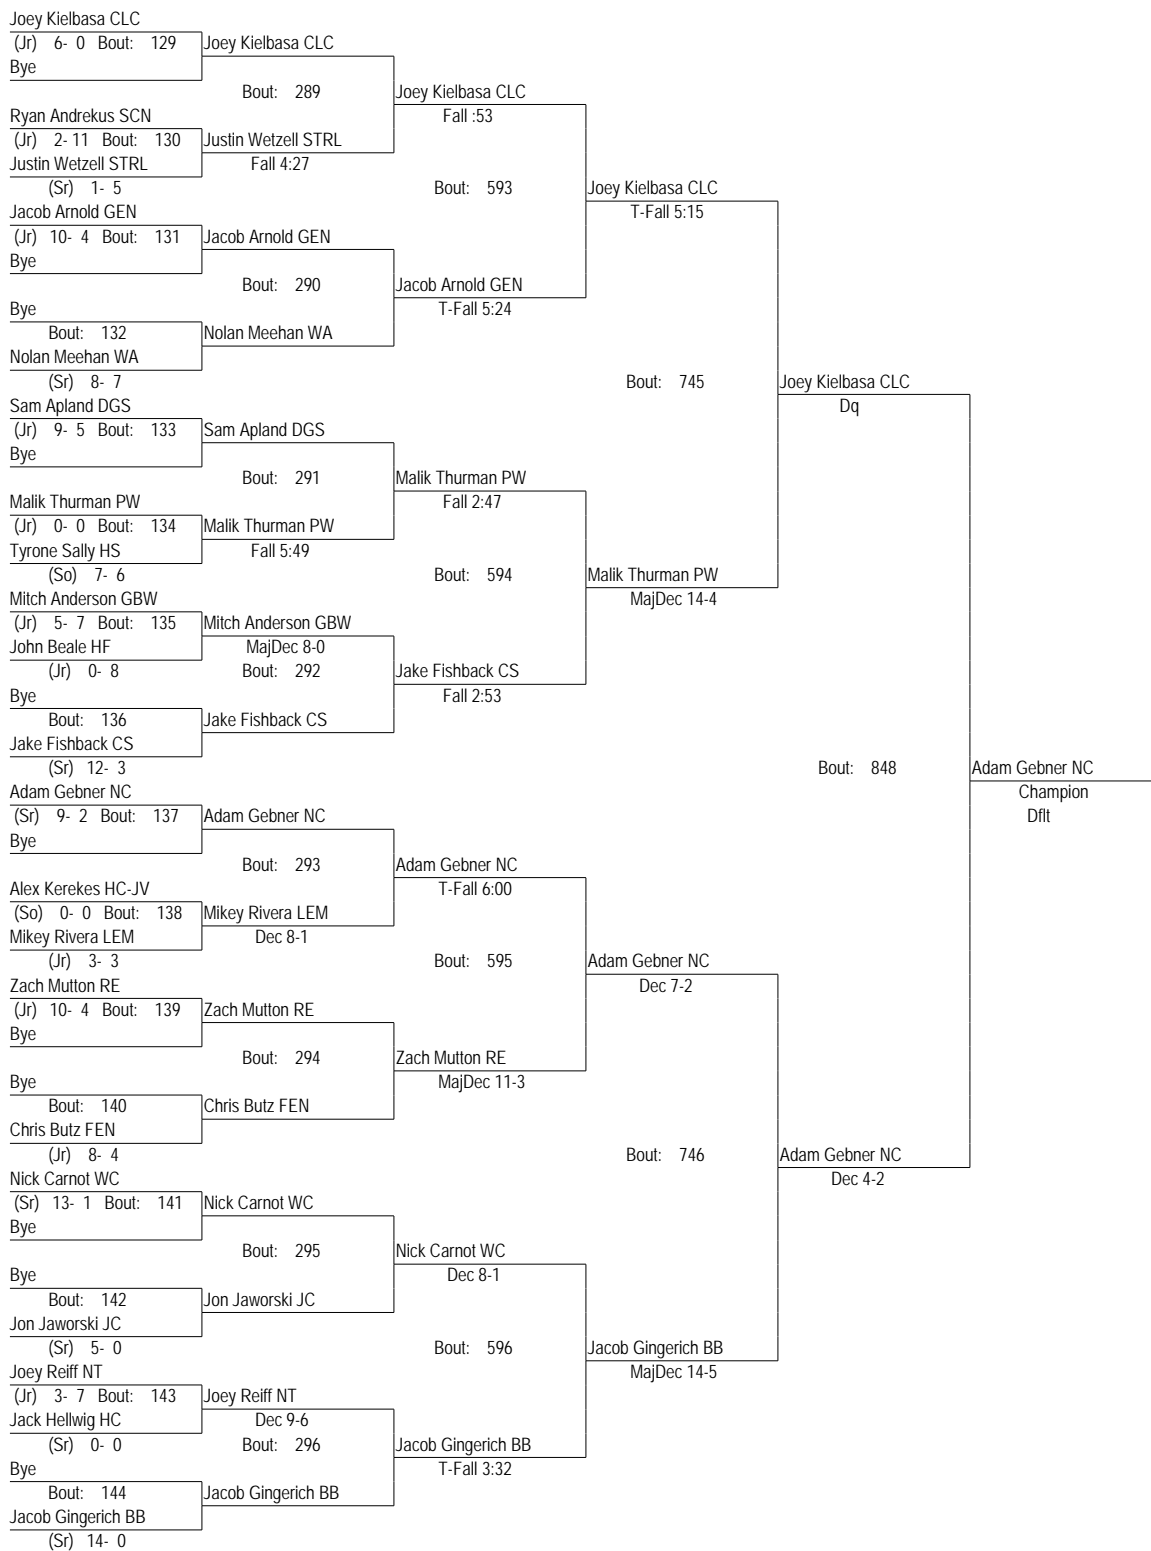 Joey Kielbasa CLC
(Jr) 6- 0 Bout: 129 Joey Kielbasa CLC
Bye
Bout: 289 Joey Kielbasa CLC
Ryan Andrekus SCN Fall :53
(Jr) 2- 11 Bout: 130 Justin Wetzell STRL
Justin Wetzell STRL Fall 4:27
(Sr) 1- 5 Bout: 593 Joey Kielbasa CLC
Jacob Arnold GEN T-Fall 5:15
(Jr) 10- 4 Bout: 131 Jacob Arnold GEN
Bye
Bout: 290 Jacob Arnold GEN
Bye T-Fall 5:24
Bout: 132 Nolan Meehan WA
Nolan Meehan WA
(Sr) 8- 7 Bout: 745 Joey Kielbasa CLC
Sam Apland DGS Dq
(Jr) 9- 5 Bout: 133 Sam Apland DGS
Bye
Bout: 291 Malik Thurman PW
Malik Thurman PW Fall 2:47
(Jr) 0- 0 Bout: 134 Malik Thurman PW
Tyrone Sally HS Fall 5:49
(So) 7- 6 Bout: 594 Malik Thurman PW
Mitch Anderson GBW MajDec 14-4
(Jr) 5- 7 Bout: 135 Mitch Anderson GBW
John Beale HF MajDec 8-0
(Jr) 0- 8 Bout: 292 Jake Fishback CS
Bye Fall 2:53
Bout: 136 Jake Fishback CS
Jake Fishback CS
(Sr) 12- 3 Bout: 848 Adam Gebner NC
Adam Gebner NC Champion
(Sr) 9- 2 Bout: 137 Adam Gebner NC Dflt
Bye
Bout: 293 Adam Gebner NC
Alex Kerekes HC-JV T-Fall 6:00
(So) 0- 0 Bout: 138 Mikey Rivera LEM
Mikey Rivera LEM Dec 8-1
(Jr) 3- 3 Bout: 595 Adam Gebner NC
Zach Mutton RE Dec 7-2
(Jr) 10- 4 Bout: 139 Zach Mutton RE
Bye
Bout: 294 Zach Mutton RE
Bye MajDec 11-3
Bout: 140 Chris Butz FEN
Chris Butz FEN
(Jr) 8- 4 Bout: 746 Adam Gebner NC
Nick Carnot WC Dec 4-2
(Sr) 13- 1 Bout: 141 Nick Carnot WC
Bye
Bout: 295 Nick Carnot WC
Bye Dec 8-1
Bout: 142 Jon Jaworski JC
Jon Jaworski JC
(Sr) 5- 0 Bout: 596 Jacob Gingerich BB
Joey Reiff NT MajDec 14-5
(Jr) 3- 7 Bout: 143 Joey Reiff NT
Jack Hellwig HC Dec 9-6
(Sr) 0- 0 Bout: 296 Jacob Gingerich BB
Bye T-Fall 3:32
Bout: 144 Jacob Gingerich BB
Jacob Gingerich BB
(Sr) 14- 0